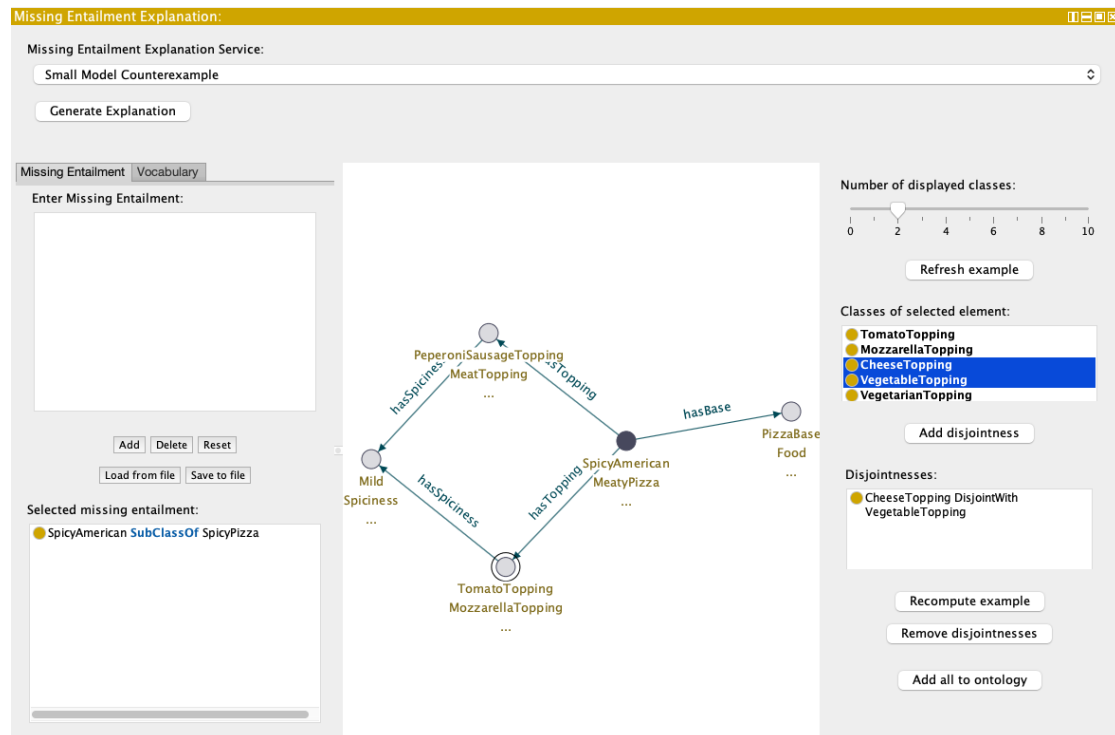 Missing Entailment Explanation:
Missing Entailment Explanation Service:
Small Model Counterexample
Generate Explanation
Missing Entailment
Vocabulary
Enter Missing Entailment:
Add
Delete
Reset
Load from file
Save to file
Selected missing entailment:
SpicyAmerican SubClassOf SpicyPizza
PeperoniSausageTopping
MeatTopping
...
hasSpiciness
hasTopping
hasBase
PizzaBase
Food
...
SpicyAmerican
MeatyPizza
...
Mild
Spiciness
...
hasSpiciness
hasTopping
TomatoTopping
MozzarellaTopping
...
Number of displayed classes:
0 2 4 6 8 10
Refresh example
Classes of selected element:
TomatoTopping
MozzarellaTopping
CheeseTopping
VegetableTopping
VegetarianTopping
Add disjointness
Disjointnesses:
CheeseTopping DisjointWith
VegetableTopping
Recompute example
Remove disjointnesses
Add all to ontology